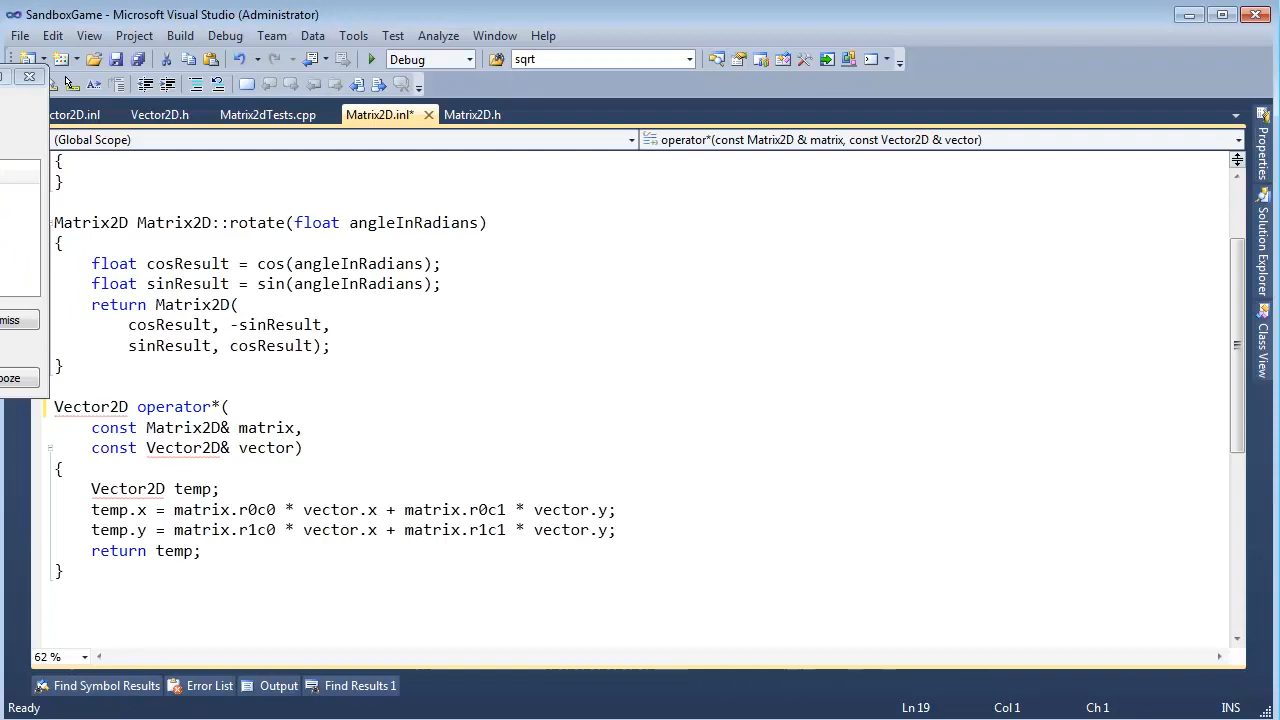 SandboxGame - Microsoft Visual Studio (Administrator)
File Edit View Project Build Debug Team Data Tools Test Analyze Window Help
Debug sqrt
ctor2D.inl Vector2D.h Matrix2dTests.cpp Matrix2D.inl* Matrix2D.h
(Global Scope) operator*(const Matrix2D & matrix, const Vector2D & vector)
{
}
Matrix2D Matrix2D::rotate(float angleInRadians)
{
float cosResult = cos(angleInRadians);
float sinResult = sin(angleInRadians);
return Matrix2D(
cosResult, -sinResult,
sinResult, cosResult);
}
Vector2D operator*(
const Matrix2D& matrix,
const Vector2D& vector)
{
Vector2D temp;
temp.x = matrix.r0c0 * vector.x + matrix.r0c1 * vector.y;
temp.y = matrix.r1c0 * vector.x + matrix.r1c1 * vector.y;
return temp;
}
miss
ooze
Properties
Solution Explorer
Class View
62 %
Find Symbol Results Error List Output Find Results 1
Ready Ln 19 Col 1 Ch 1 INS